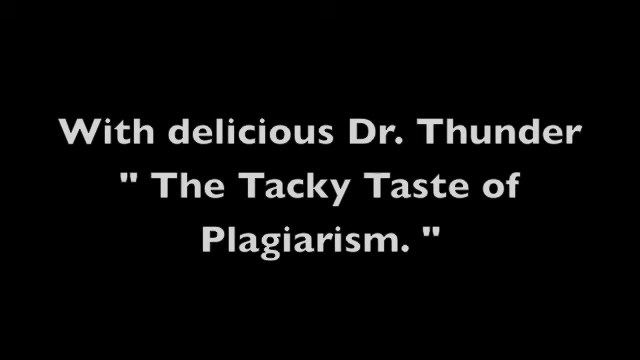 With delicious Dr. Thunder
" The Tacky Taste of
Plagiarism. "